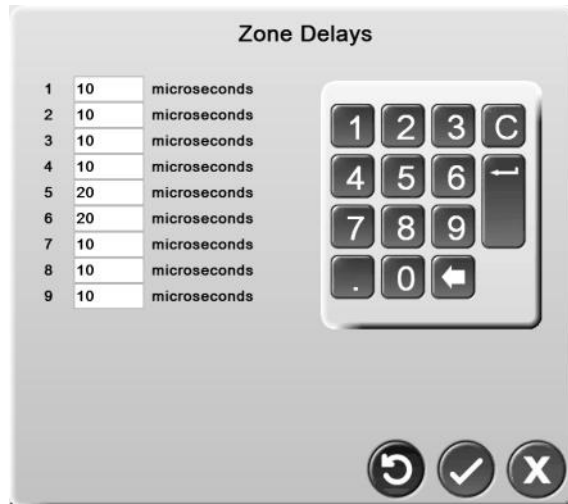 Zone Delays
1 10 microseconds
2 10 microseconds
3 10 microseconds
4 10 microseconds
5 20 microseconds
6 20 microseconds
7 10 microseconds
8 10 microseconds
9 10 microseconds
1 2 3 C
4 5 6
7 8 9
. 0
X